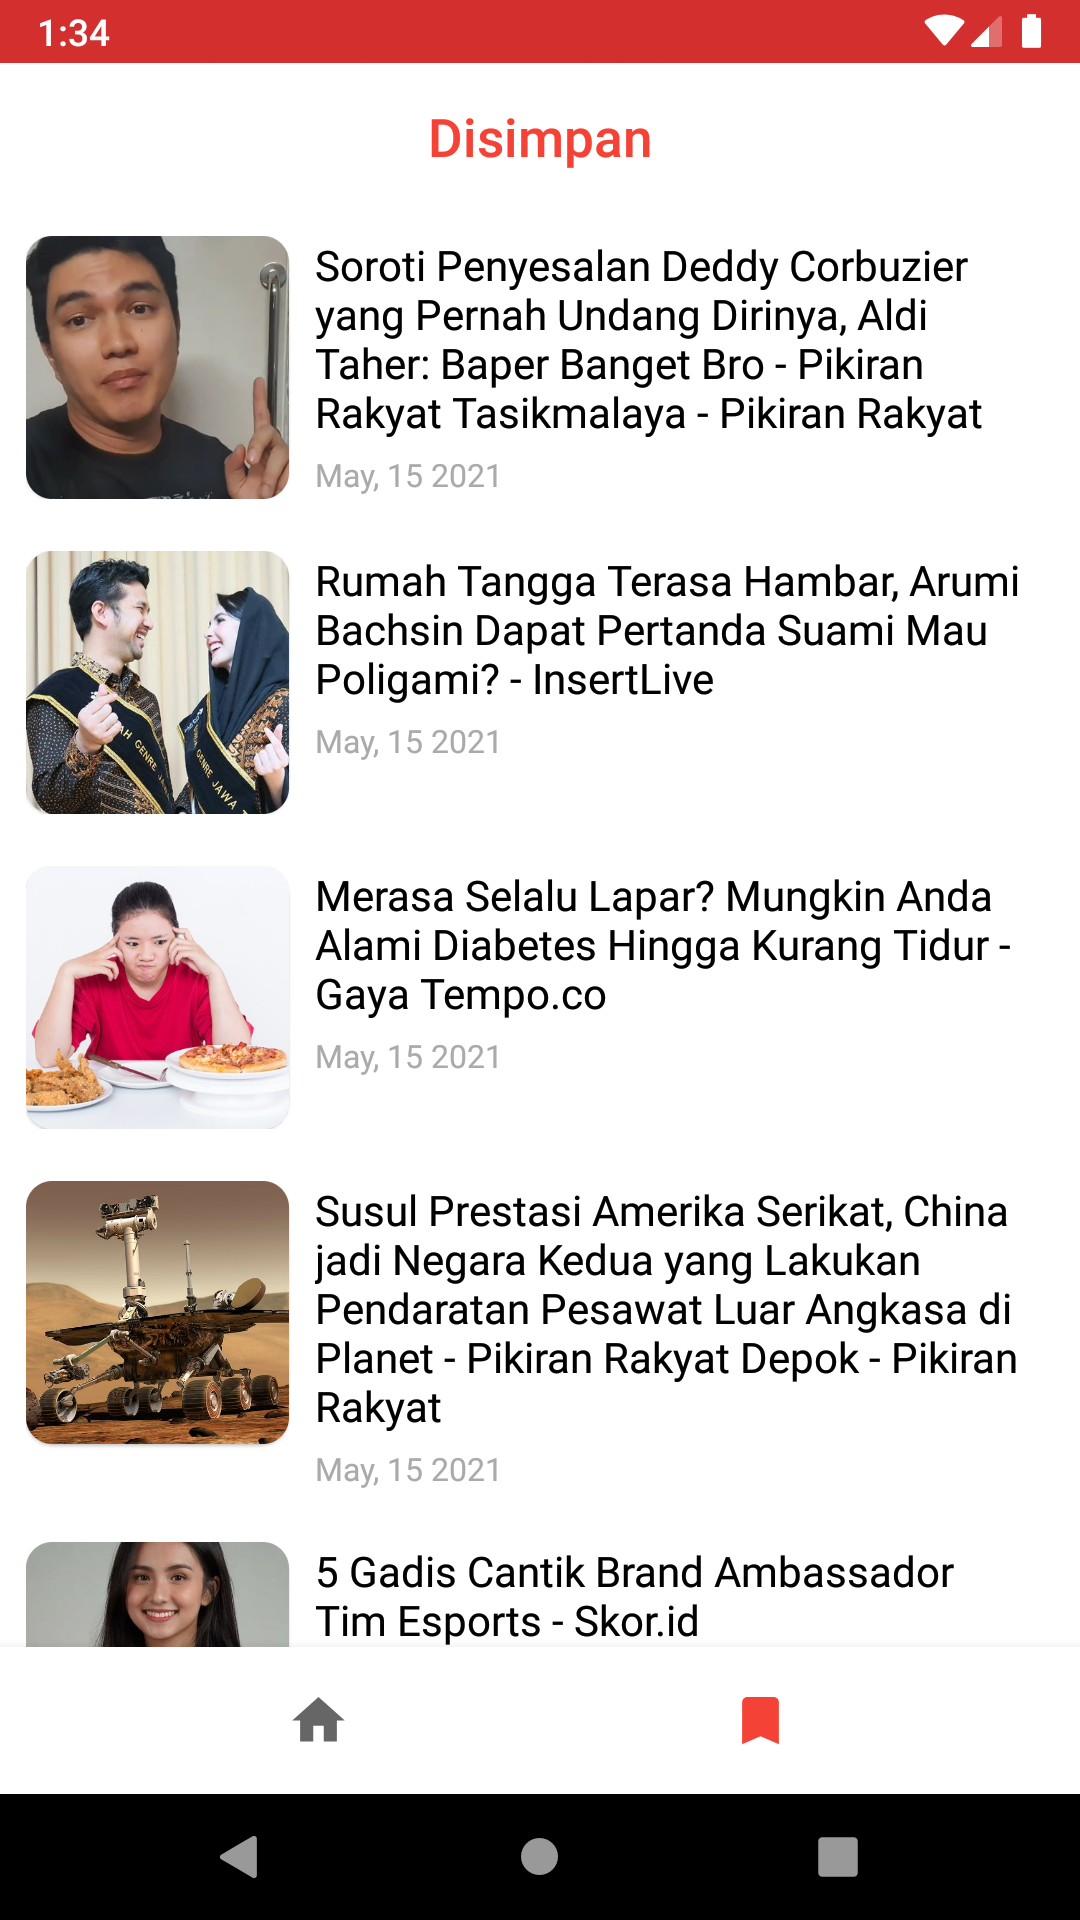 1:34
Disimpan
Soroti Penyesalan Deddy Corbuzier
yang Pernah Undang Dirinya, Aldi
Taher: Baper Banget Bro - Pikiran
Rakyat Tasikmalaya - Pikiran Rakyat
May, 15 2021
Rumah Tangga Terasa Hambar, Arumi
Bachsin Dapat Pertanda Suami Mau
Poligami? - InsertLive
May, 15 2021
GENRE
GENRE JAWA
Merasa Selalu Lapar? Mungkin Anda
Alami Diabetes Hingga Kurang Tidur -
Gaya Tempo.co
May, 15 2021
Susul Prestasi Amerika Serikat, China
jadi Negara Kedua yang Lakukan
Pendaratan Pesawat Luar Angkasa di
Planet - Pikiran Rakyat Depok - Pikiran
Rakyat
May, 15 2021
5 Gadis Cantik Brand Ambassador
Tim Esports - Skor.id